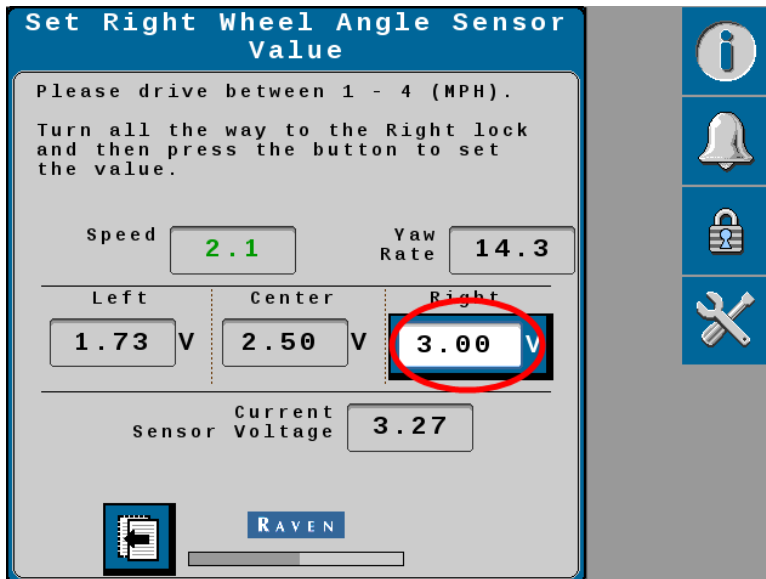 Set Right Wheel Angle Sensor
Value
Please drive between 1 - 4 (MPH).
Turn all the way to the Right lock
and then press the button to set
the value.
Speed 2.1 Yaw Rate 14.3
Left Center Right
1.73 V 2.50 V 3.00 V
Current
Sensor Voltage 3.27
RAVEN